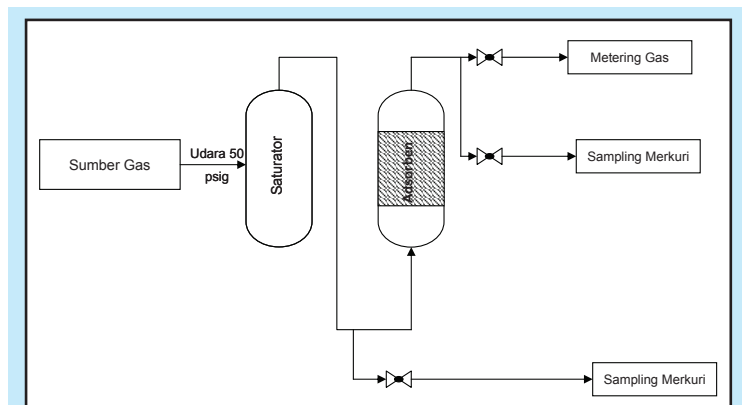 Metering Gas
Sumber Gas
Udara 50
psig
Saturator
Adsorben
Sampling Merkuri
Sampling Merkuri